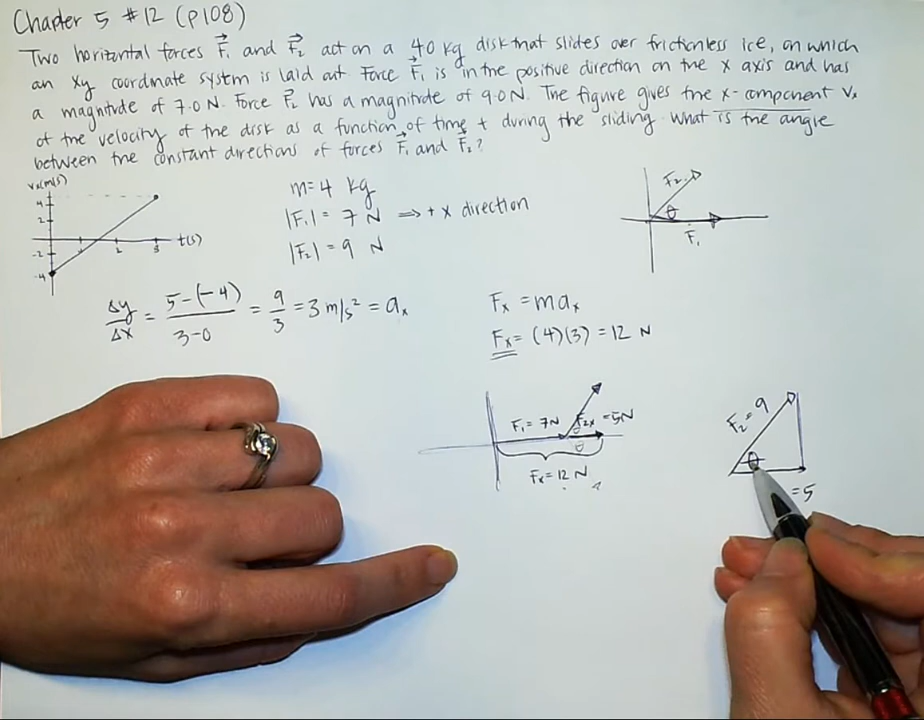 Chapter 5 #12 (p108)
Two horizontal forces F₁ and F₂ act on a 4.0 kg disk that slides over frictionless ice, on which
an xy coordinate system is laid out Force F₁ is in the positive direction on the x axis and has
a magnitude of 7.0 N. Force F₂ has a magnitude of 9.0 N. The figure gives the x-component Vₓ
of the velocity of the disk as a function of time t during the sliding. What is the angle
between the constant directions of forces F₁ and F₂?
vx(m/s)
4
2
-2
-4
2
3
t(s)
m=4 kg
|F₁| = 7 N ⟹ +x direction
|F₂| = 9 N
F₂
θ
F₁
Δy/Δx = 5-(-4)/3-0 = 9/3 = 3 m/s² = aₓ
Fₓ = maₓ
Fₓ = (4)(3) = 12 N
F₁ = 7N
F₂ₓ = 5N
θ
Fₓ = 12 N
F₂ = 9
θ
= 5